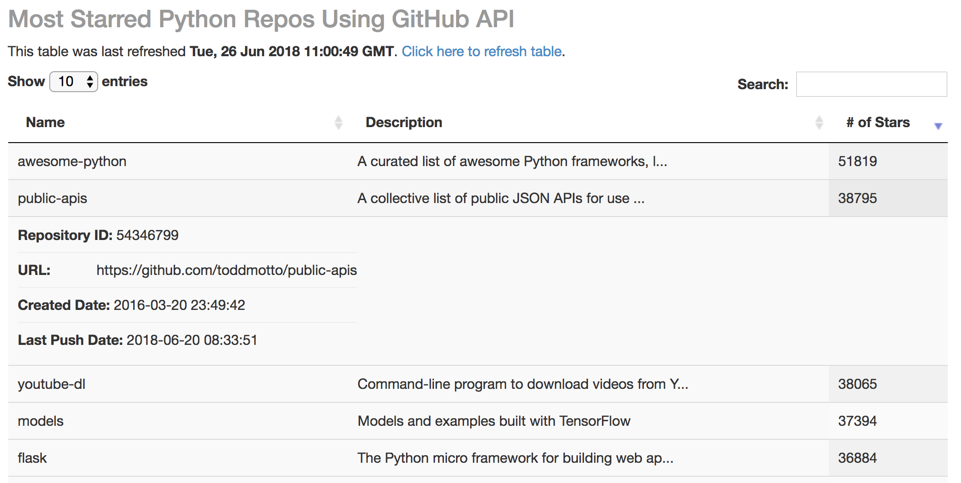 Most Starred Python Repos Using GitHub API
This table was last refreshed Tue, 26 Jun 2018 11:00:49 GMT. Click here to refresh table.
Show 10 entries
Search:
Name Description # of Stars
awesome-python A curated list of awesome Python frameworks, l... 51819
public-apis A collective list of public JSON APIs for use ... 38795
Repository ID: 54346799
URL: https://github.com/toddmotto/public-apis
Created Date: 2016-03-20 23:49:42
Last Push Date: 2018-06-20 08:33:51
youtube-dl Command-line program to download videos from Y... 38065
models Models and examples built with TensorFlow 37394
flask The Python micro framework for building web ap... 36884